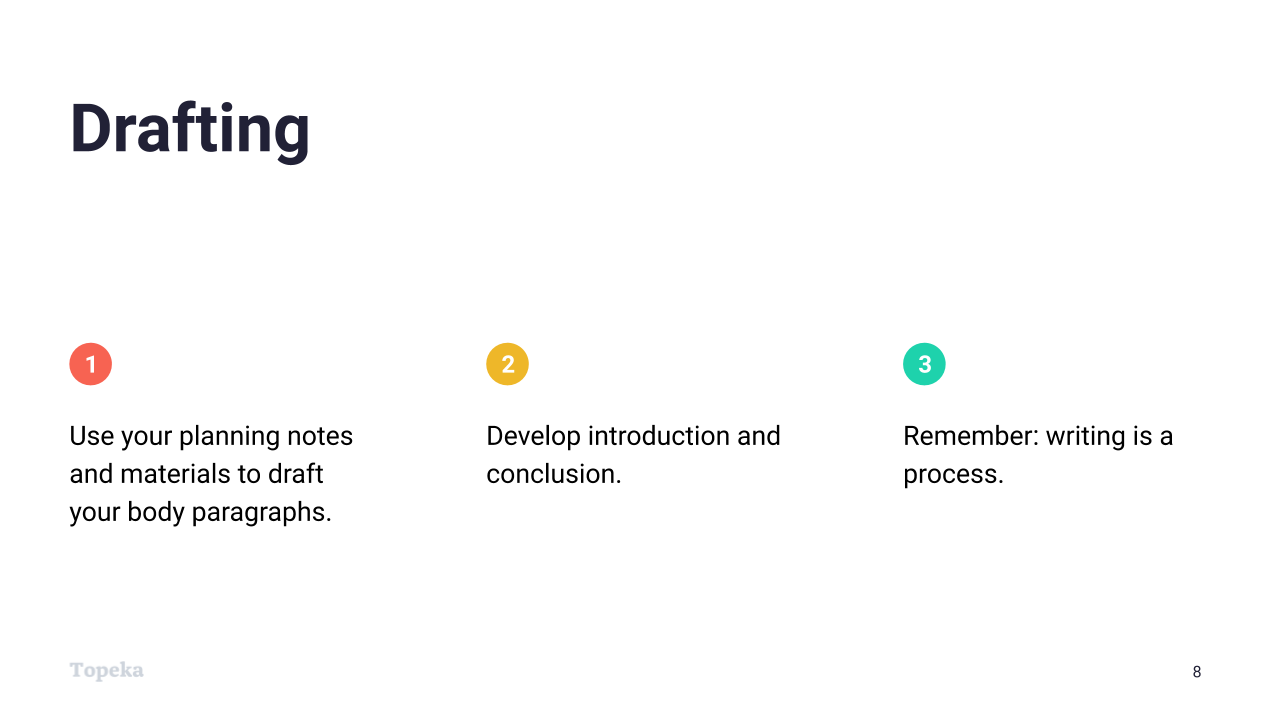 Drafting
1
Use your planning notes
and materials to draft
your body paragraphs.
2
Develop introduction and
conclusion.
3
Remember: writing is a
process.
Topeka
8